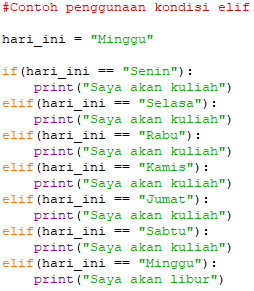 #Contoh penggunaan kondisi elif
hari_ini = "Minggu"
if(hari_ini == "Senin"):
    print("Saya akan kuliah")
elif(hari_ini == "Selasa"):
    print("Saya akan kuliah")
elif(hari_ini == "Rabu"):
    print("Saya akan kuliah")
elif(hari_ini == "Kamis"):
    print("Saya akan kuliah")
elif(hari_ini == "Jumat"):
    print("Saya akan kuliah")
elif(hari_ini == "Sabtu"):
    print("Saya akan kuliah")
elif(hari_ini == "Minggu"):
    print("Saya akan libur")